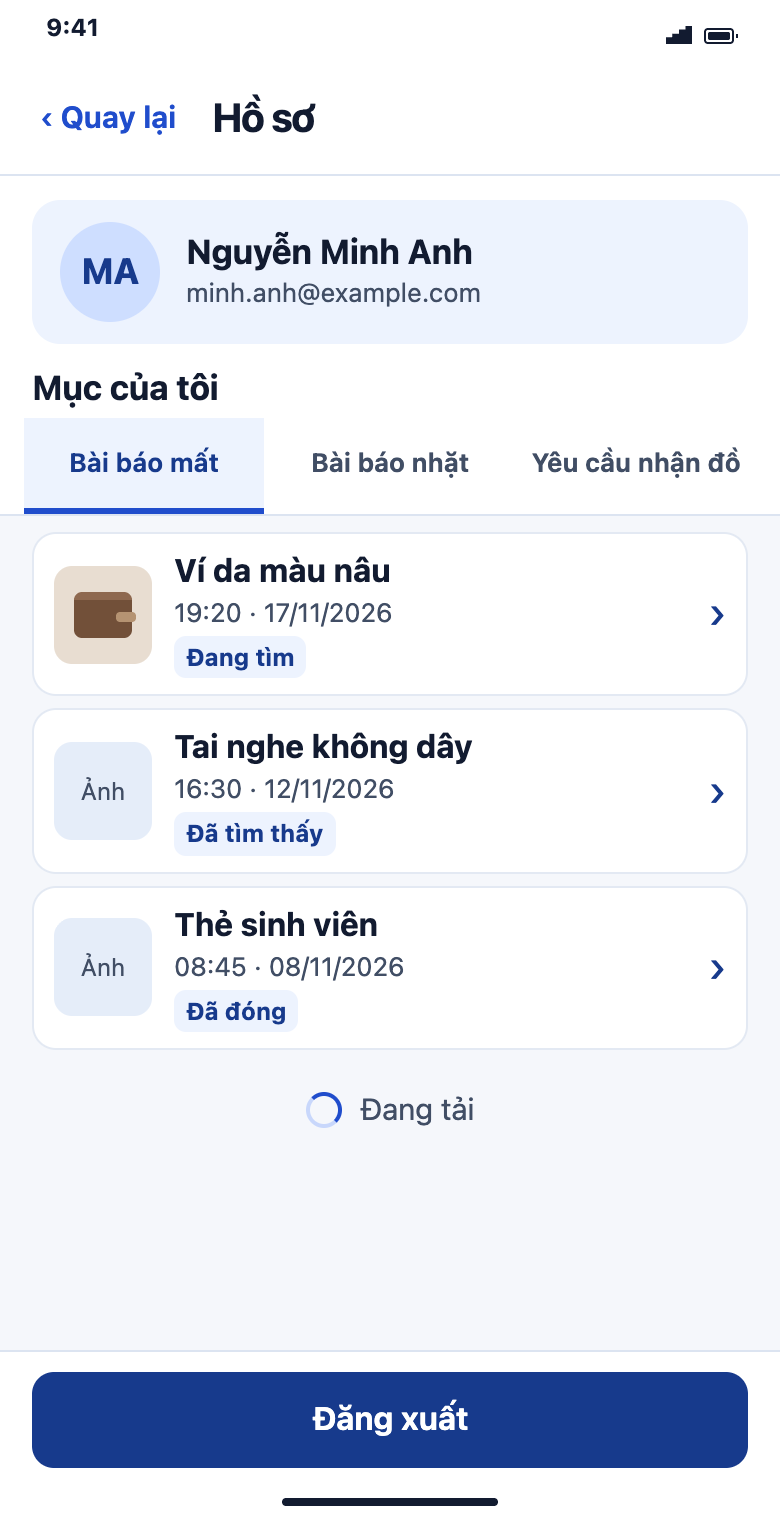 9:41
‹ Quay lại Hồ sơ
MA
Nguyễn Minh Anh
minh.anh@example.com
Mục của tôi
Bài báo mất Bài báo nhặt Yêu cầu nhận đồ
Ví da màu nâu
19:20 · 17/11/2026
Đang tìm
›
Ảnh
Tai nghe không dây
16:30 · 12/11/2026
Đã tìm thấy
›
Ảnh
Thẻ sinh viên
08:45 · 08/11/2026
Đã đóng
›
Đang tải
Đăng xuất